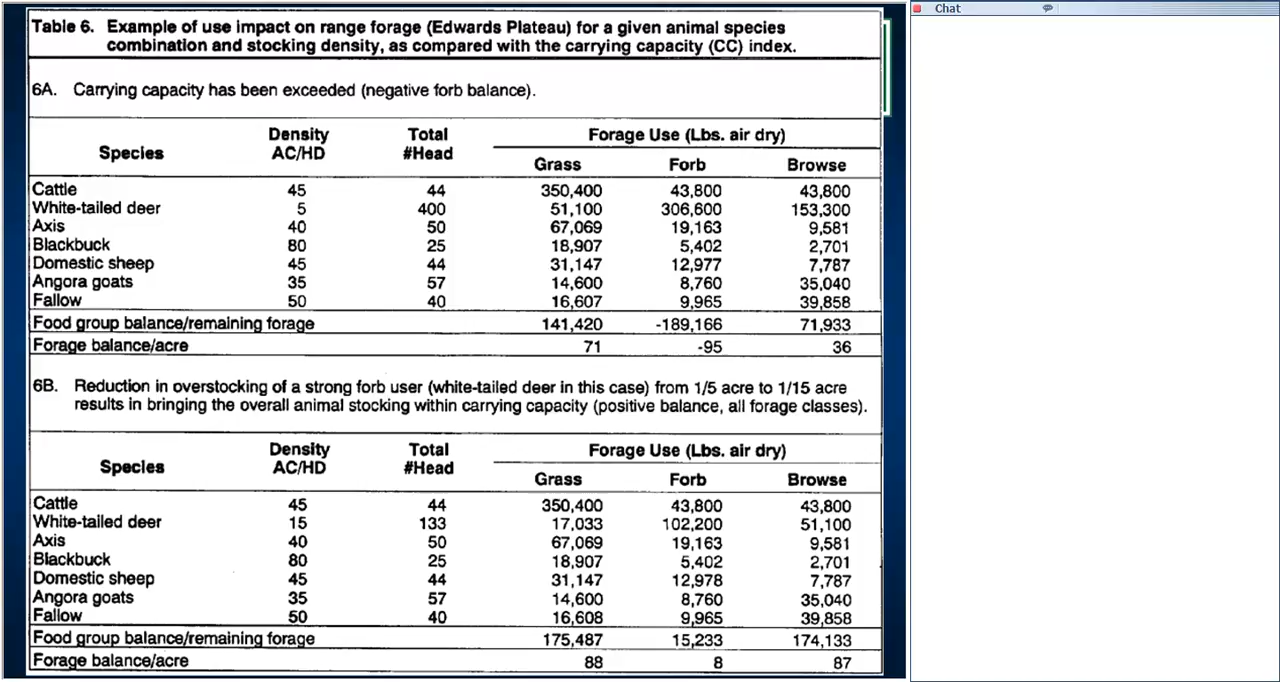 Chat
Table 6. Example of use impact on range forage (Edwards Plateau) for a given animal species
combination and stocking density, as compared with the carrying capacity (CC) index.
6A. Carrying capacity has been exceeded (negative forb balance).
Density Total Forage Use (Lbs. air dry)
Species AC/HD #Head
Grass Forb Browse
Cattle 45 44 350,400 43,800 43,800
White-tailed deer 5 400 51,100 306,600 153,300
Axis 40 50 67,069 19,163 9,581
Blackbuck 80 25 18,907 5,402 2,701
Domestic sheep 45 44 31,147 12,977 7,787
Angora goats 35 57 14,600 8,760 35,040
Fallow 50 40 16,607 9,965 39,858
Food group balance/remaining forage 141,420 -189,166 71,933
Forage balance/acre 71 -95 36
6B. Reduction in overstocking of a strong forb user (white-tailed deer in this case) from 1/5 acre to 1/15 acre
results in bringing the overall animal stocking within carrying capacity (positive balance, all forage classes).
Density Total Forage Use (Lbs. air dry)
Species AC/HD #Head
Grass Forb Browse
Cattle 45 44 350,400 43,800 43,800
White-tailed deer 15 133 17,033 102,200 51,100
Axis 40 50 67,069 19,163 9,581
Blackbuck 80 25 18,907 5,402 2,701
Domestic sheep 45 44 31,147 12,978 7,787
Angora goats 35 57 14,600 8,760 35,040
Fallow 50 40 16,608 9,965 39,858
Food group balance/remaining forage 175,487 15,233 174,133
Forage balance/acre 88 8 87